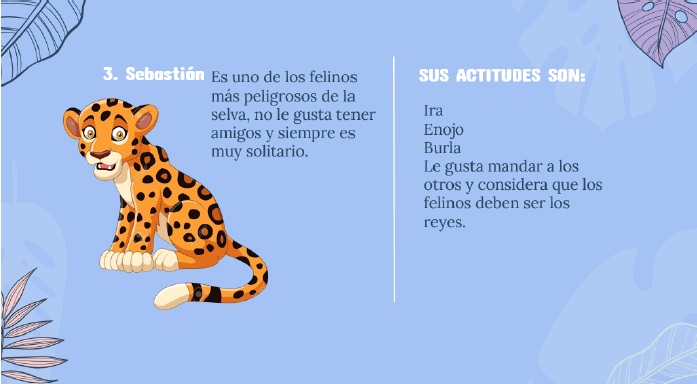 3. Sebastián
Es uno de los felinos
más peligrosos de la
selva, no le gusta tener
amigos y siempre es
muy solitario.
SUS ACTITUDES SON:
Ira
Enojo
Burla
Le gusta mandar a los
otros y considera que los
felinos deben ser los
reyes.